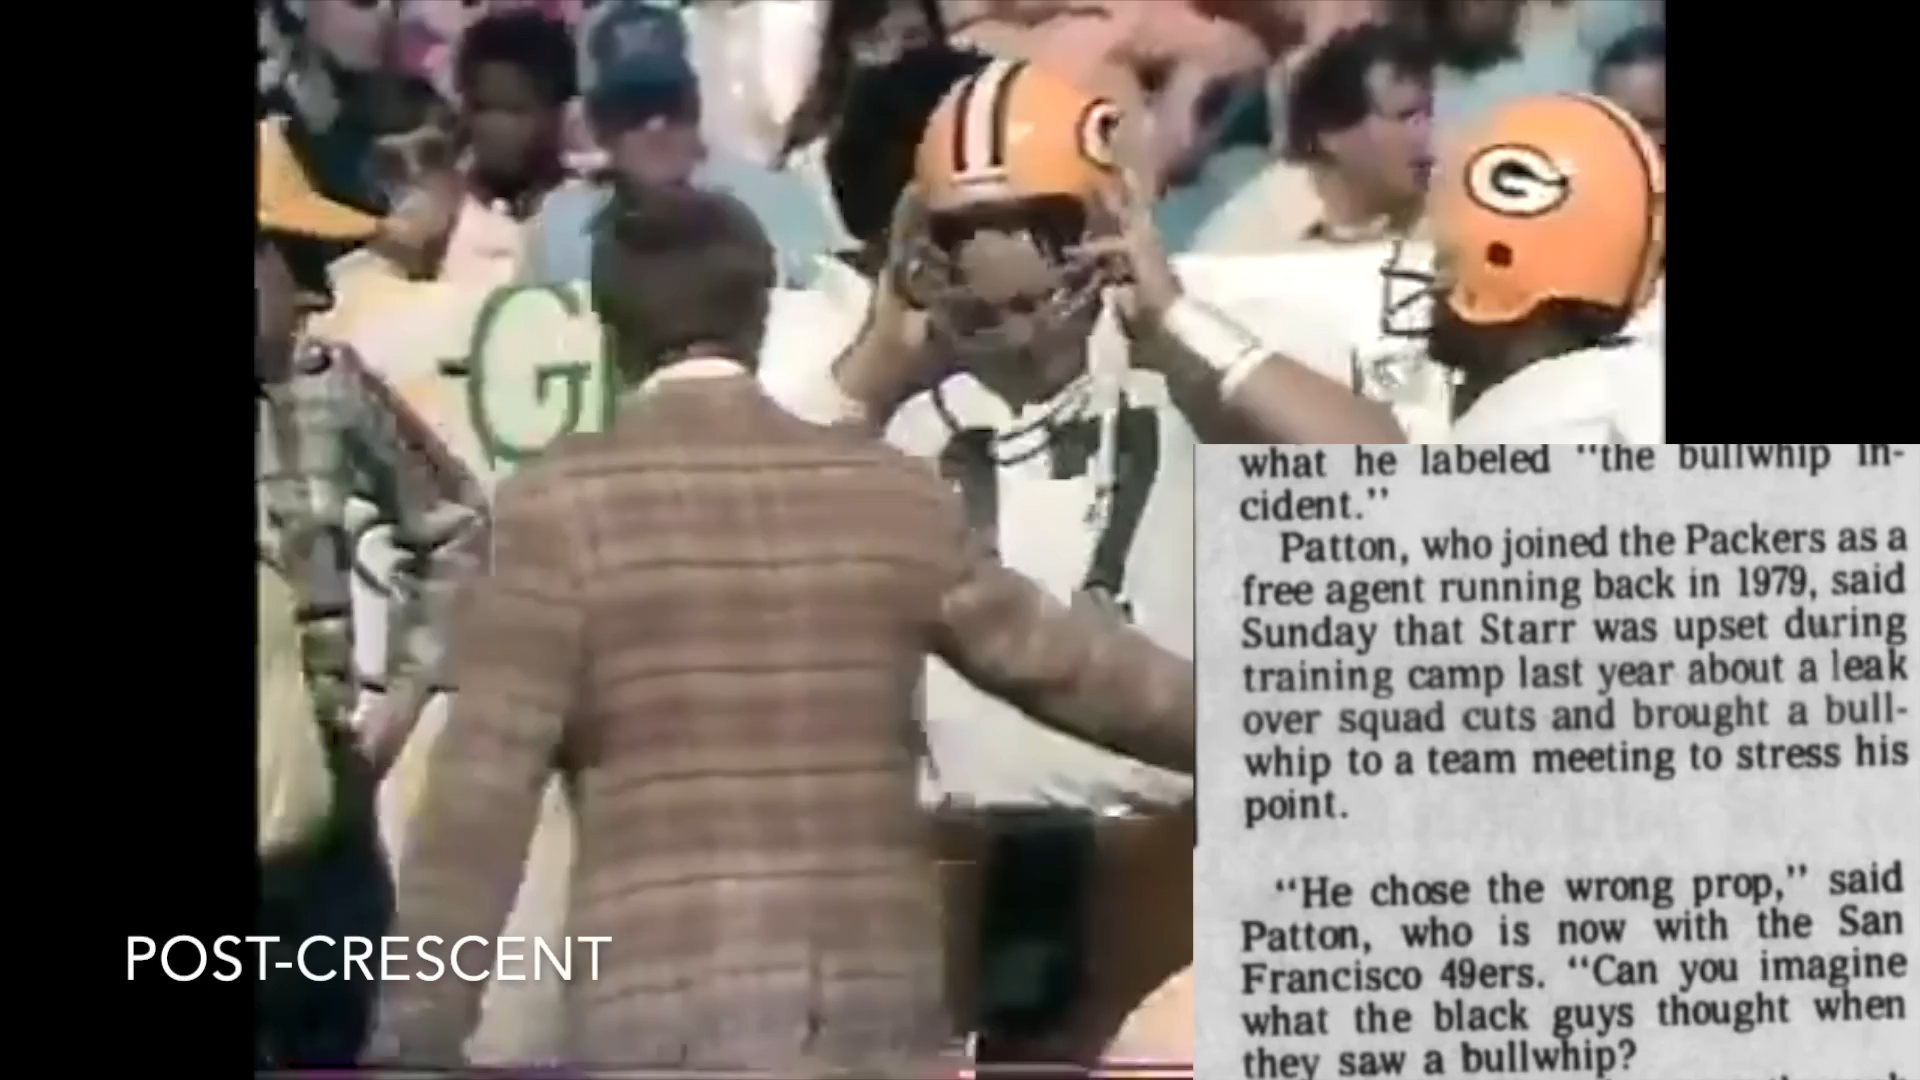 G
G
G
what he labeled “the bullwhip in-
cident.”
Patton, who joined the Packers as a
free agent running back in 1979, said
Sunday that Starr was upset during
training camp last year about a leak
over squad cuts and brought a bull-
whip to a team meeting to stress his
point.
“He chose the wrong prop,” said
Patton, who is now with the San
Francisco 49ers. “Can you imagine
what the black guys thought when
they saw a bullwhip?
POST-CRESCENT